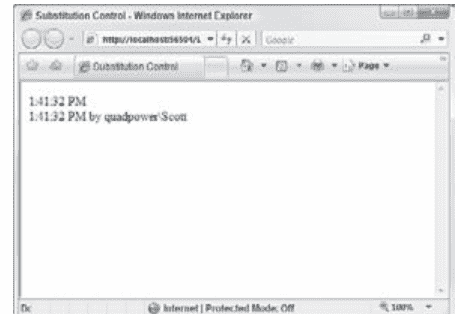 Substitution Control - Windows Internet Explorer
http://localhost:56504/L
Google
Substitution Control
Page
1:41:32 PM
1:41:32 PM by quadpower\Scott
Internet | Protected Mode: Off
100%